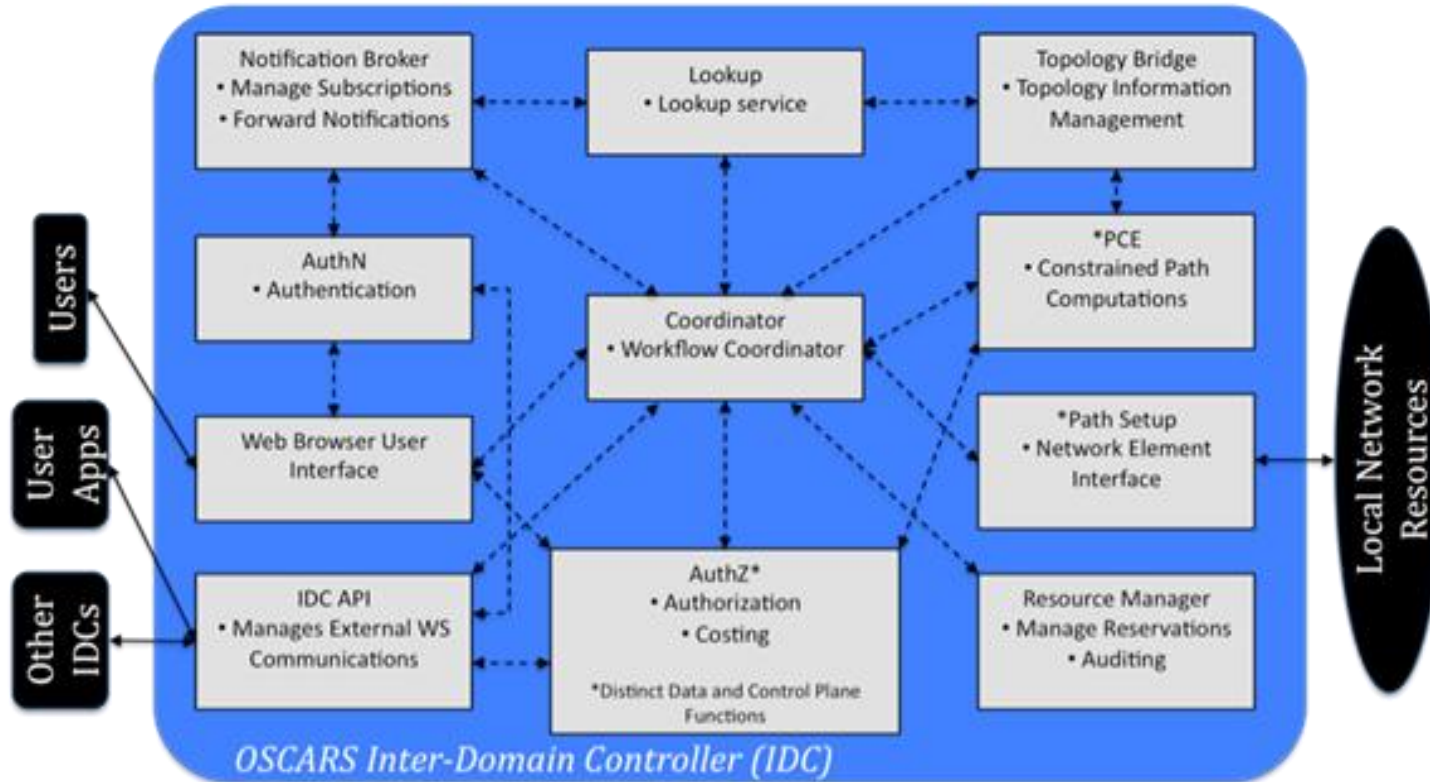 Notification Broker
• Manage Subscriptions
• Forward Notifications
Lookup
• Lookup service
Topology Bridge
• Topology Information
Management
Users
AuthN
• Authentication
*PCE
• Constrained Path
Computations
Coordinator
• Workflow Coordinator
User
Apps
Web Browser User
Interface
*Path Setup
• Network Element
Interface
Local Network
Resources
Other
IDCs
IDC API
• Manages External WS
Communications
AuthZ*
• Authorization
• Costing
*Distinct Data and Control Plane
Functions
Resource Manager
• Manage Reservations
• Auditing
OSCARS Inter-Domain Controller (IDC)